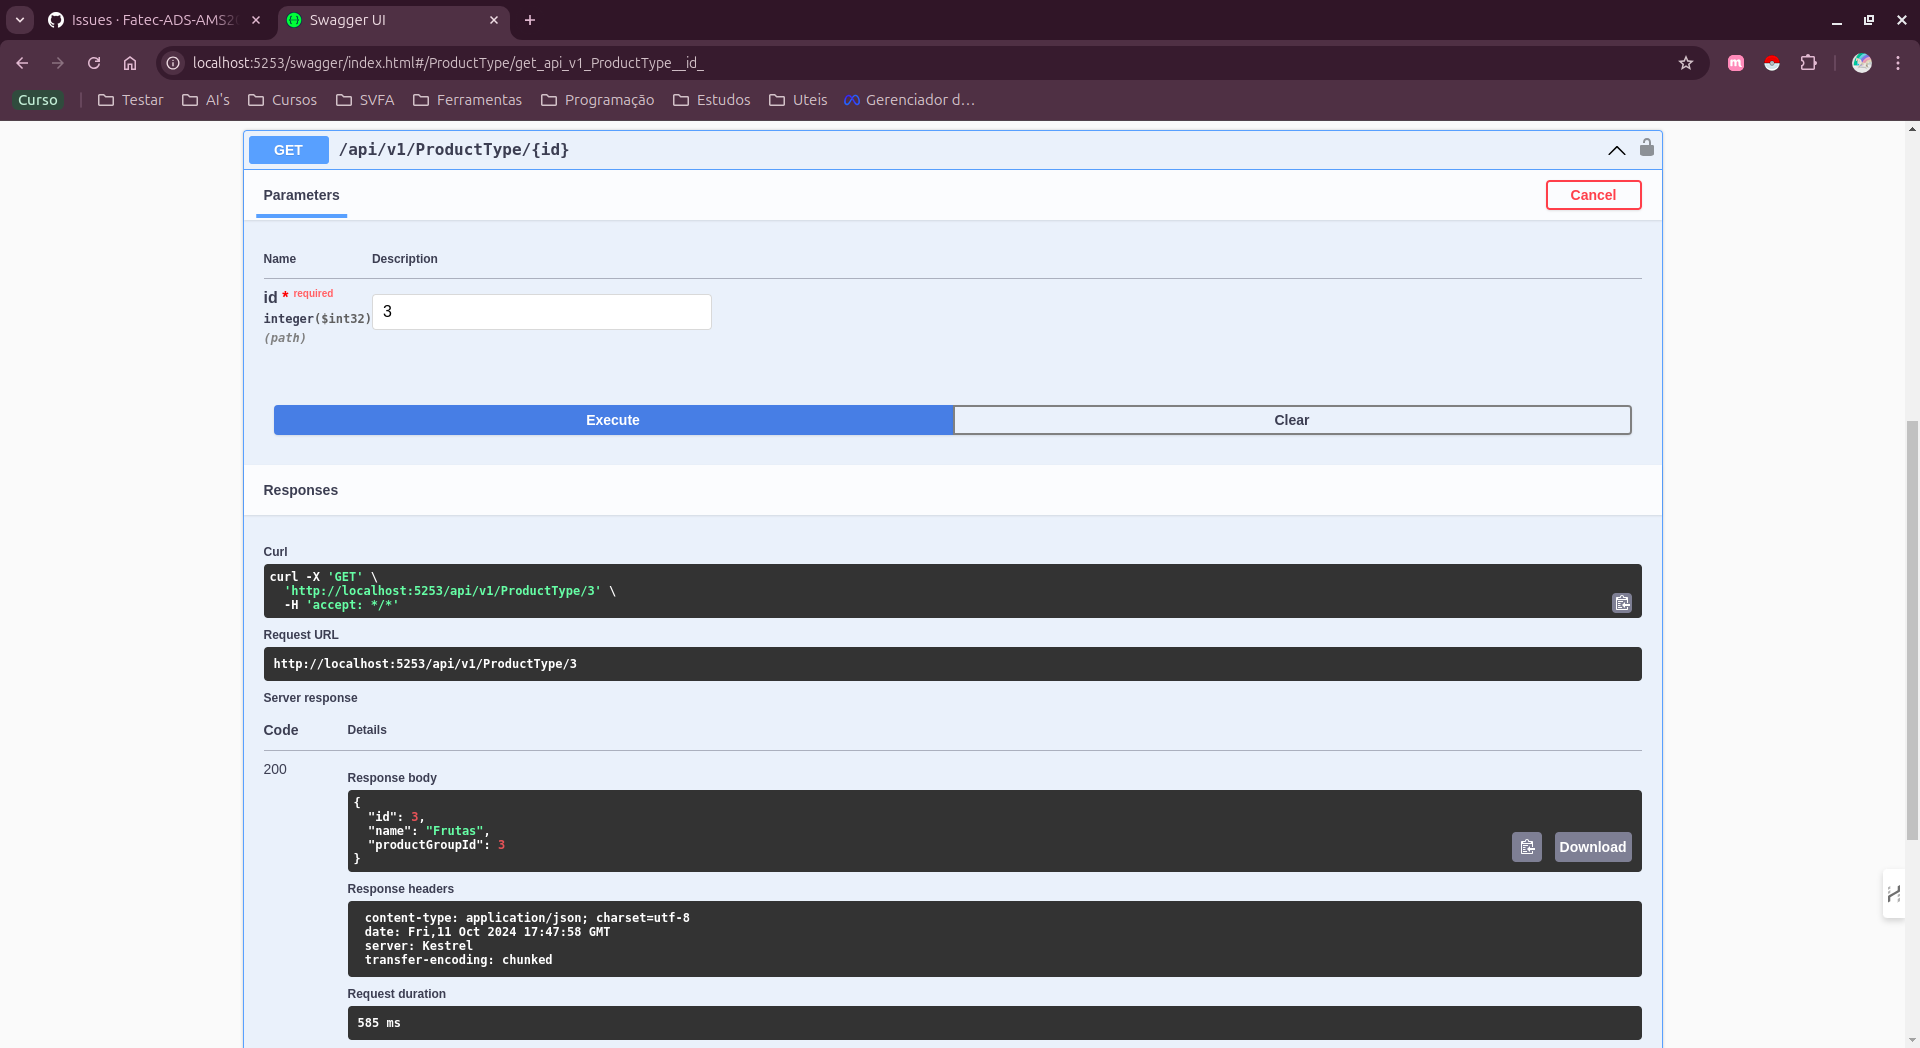 Issues · Fatec-ADS-AMS20
Swagger UI
localhost:5253/swagger/index.html#/ProductType/get_api_v1_ProductType__id_
Curso
Testar
AI's
Cursos
SVFA
Ferramentas
Programação
Estudos
Uteis
Gerenciador d…
GET /api/v1/ProductType/{id}
Parameters
Cancel
Name Description
id * required
integer($int32)
(path)
3
Execute
Clear
Responses
Curl
curl -X 'GET' \
'http://localhost:5253/api/v1/ProductType/3' \
-H 'accept: */*'
Request URL
http://localhost:5253/api/v1/ProductType/3
Server response
Code Details
200
Response body
{
"id": 3,
"name": "Frutas",
"productGroupId": 3
}
Download
Response headers
content-type: application/json; charset=utf-8
date: Fri,11 Oct 2024 17:47:58 GMT
server: Kestrel
transfer-encoding: chunked
Request duration
585 ms